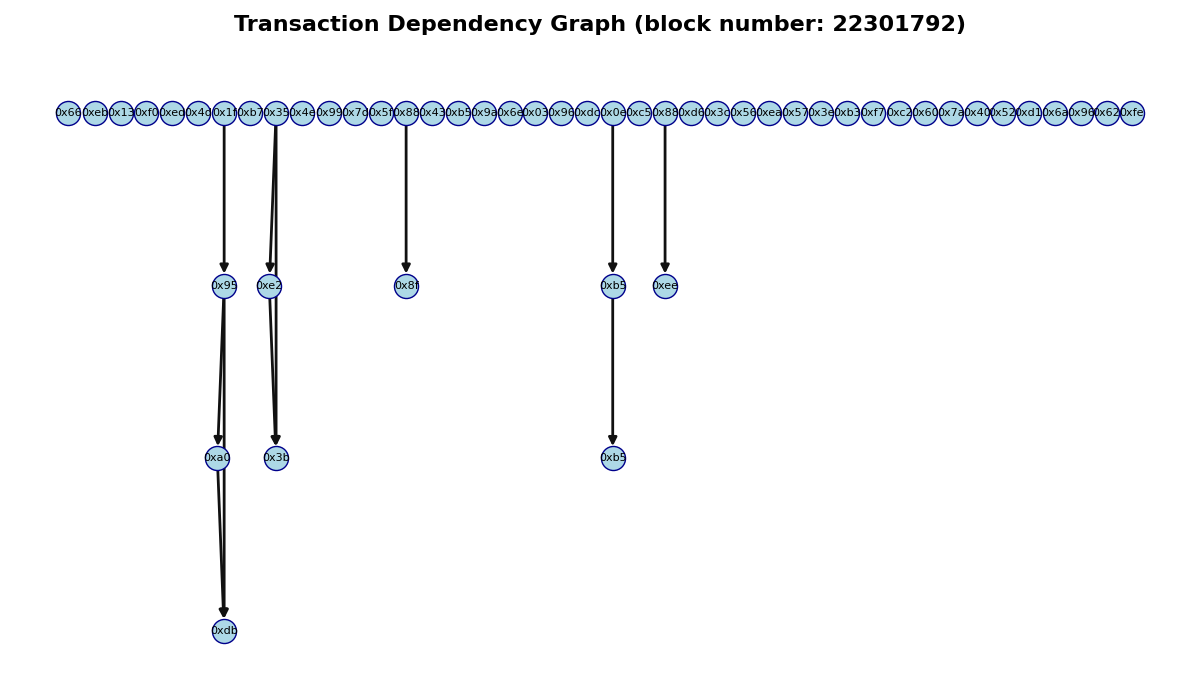 Transaction Dependency Graph (block number: 22301792)
0x66 0xeb 0x13 0xf0 0xed 0x4d 0x1f 0xb7 0x35 0x4e 0x99 0x7d 0x5f 0x88 0x43 0xb5 0x9a 0x6e 0x03 0x96 0xdc 0x0e 0xc5 0x88 0xd6 0x3d 0x56 0xea 0x57 0x3e 0xb3 0xf7 0xc2 0x60 0x7a 0x40 0x52 0xd1 0x6a 0x96 0x62 0xfe
0x95 0xe2 0x8f 0xb5 0xee
0xa0 0x3b 0xb5
0xdb